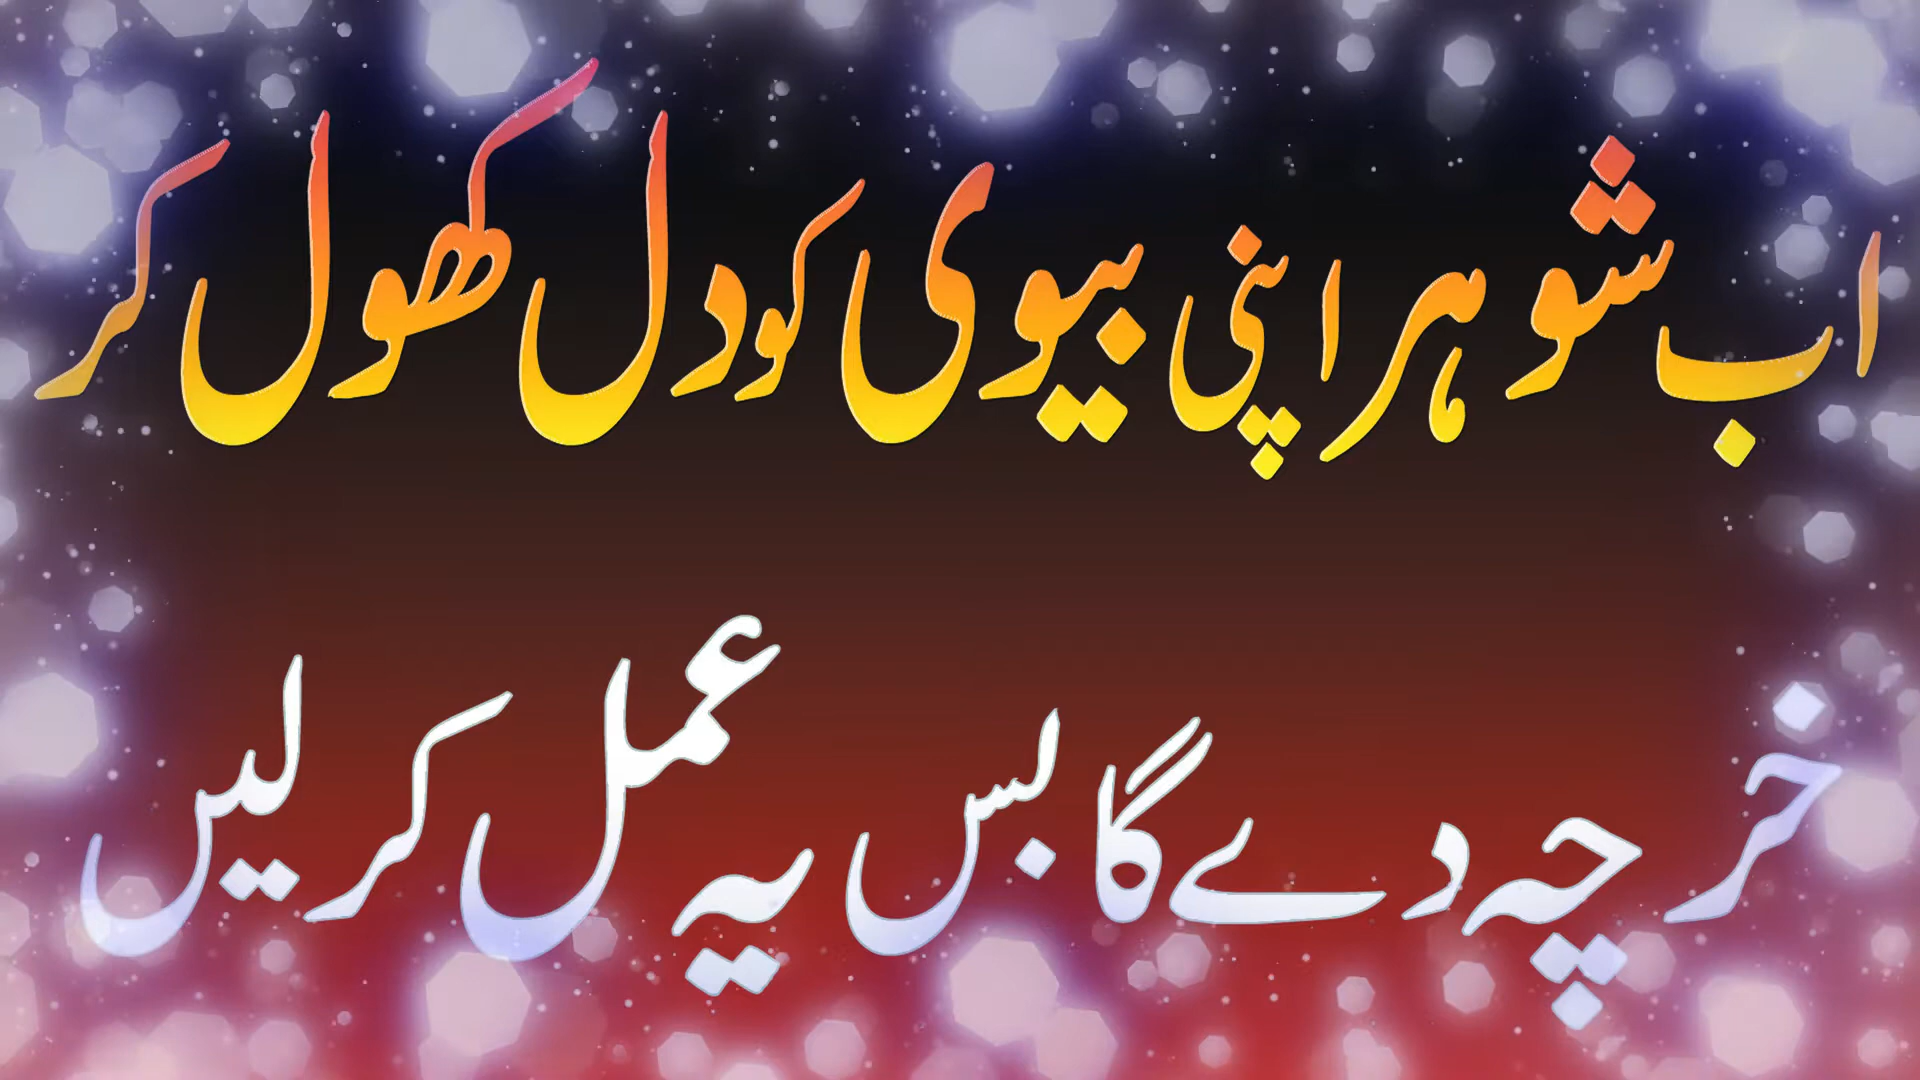 اب شوہر اپنی بیوی کو دل کھول کر
خرچہ دے گا بس یہ عمل کر لیں